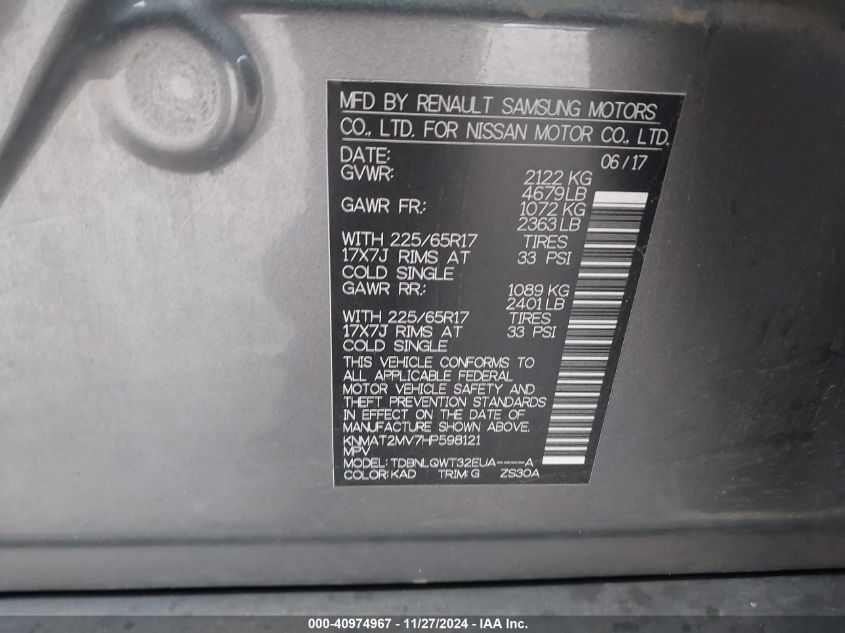 MFD BY RENAULT SAMSUNG MOTORS
CO., LTD. FOR NISSAN MOTOR CO., LTD.
DATE: 06/17
GVWR: 2122 KG
4679LB
GAWR FR.: 1072 KG
2363LB
WITH 225/65R17 TIRES
17X7J RIMS AT 33 PSI
COLD SINGLE
GAWR RR.: 1089 KG
2401LB
WITH 225/65R17 TIRES
17X7J RIMS AT 33 PSI
COLD SINGLE
THIS VEHICLE CONFORMS TO
ALL APPLICABLE FEDERAL
MOTOR VEHICLE SAFETY AND
THEFT PREVENTION STANDARDS
IN EFFECT ON THE DATE OF
MANUFACTURE SHOWN ABOVE.
KNMAT2MV7HP598121
MPV
MODEL: TDBNLQWT32EUA----A
COLOR: KAD TRIM: G ZS30A
000-40974967 - 11/27/2024 - IAA Inc.